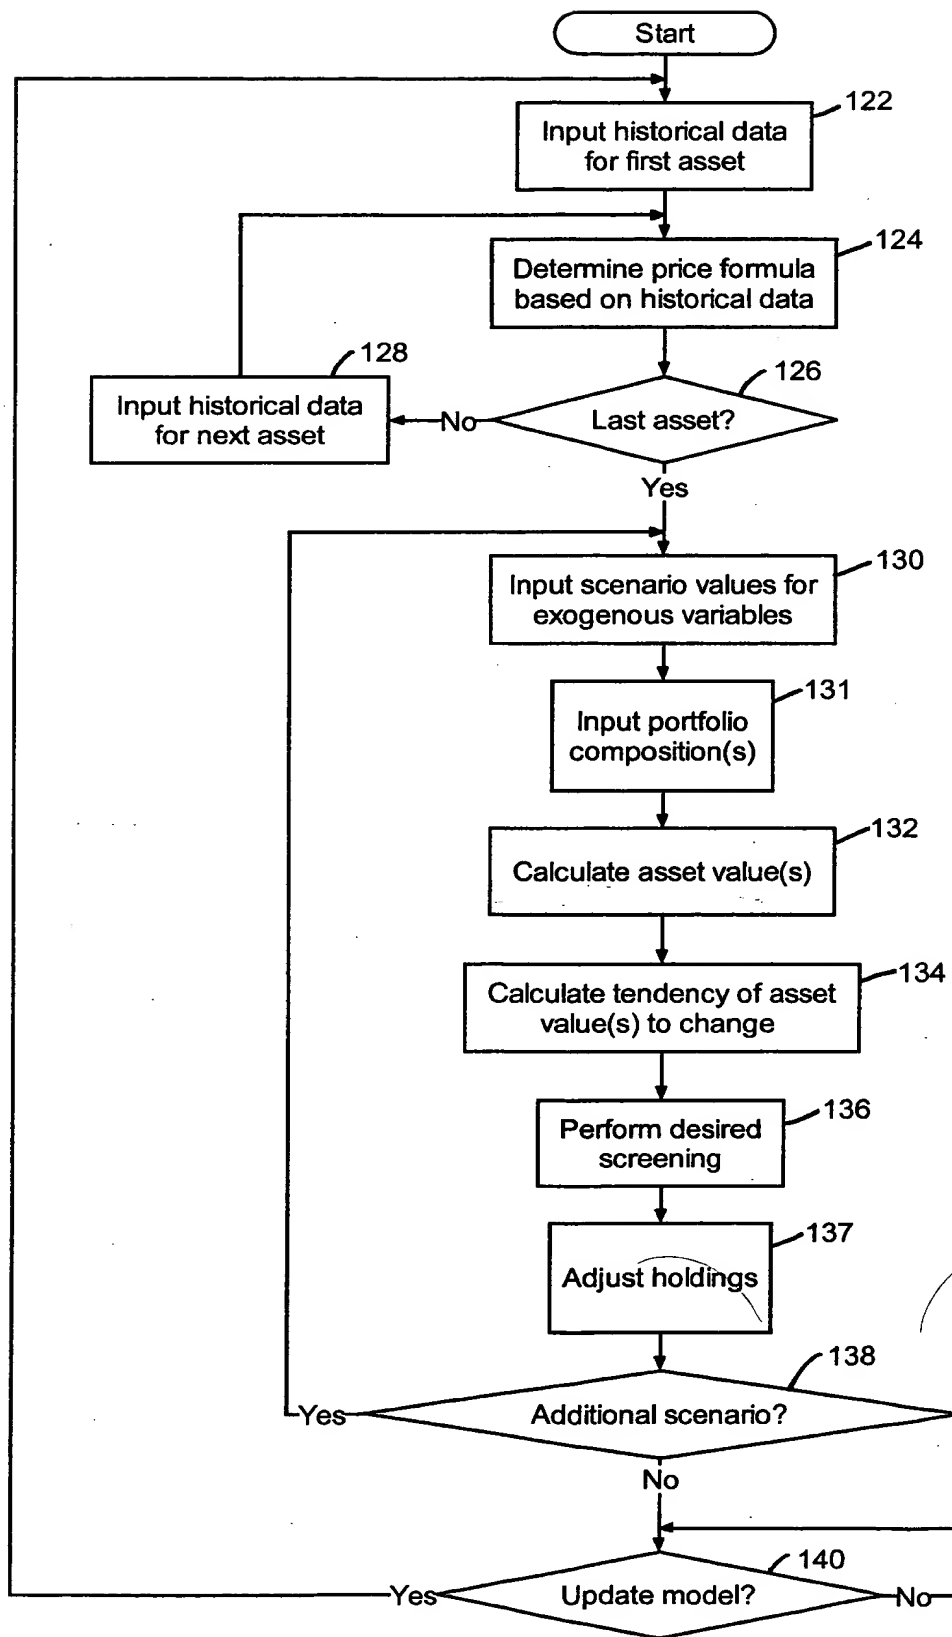 Start
122
Input historical data
for first asset
124
Determine price formula
based on historical data
128
Input historical data
for next asset
126
Last asset?
No
Yes
130
Input scenario values for
exogenous variables
131
Input portfolio
composition(s)
132
Calculate asset value(s)
134
Calculate tendency of asset
value(s) to change
136
Perform desired
screening
137
Adjust holdings
138
Additional scenario?
Yes
No
140
Update model?
Yes
No